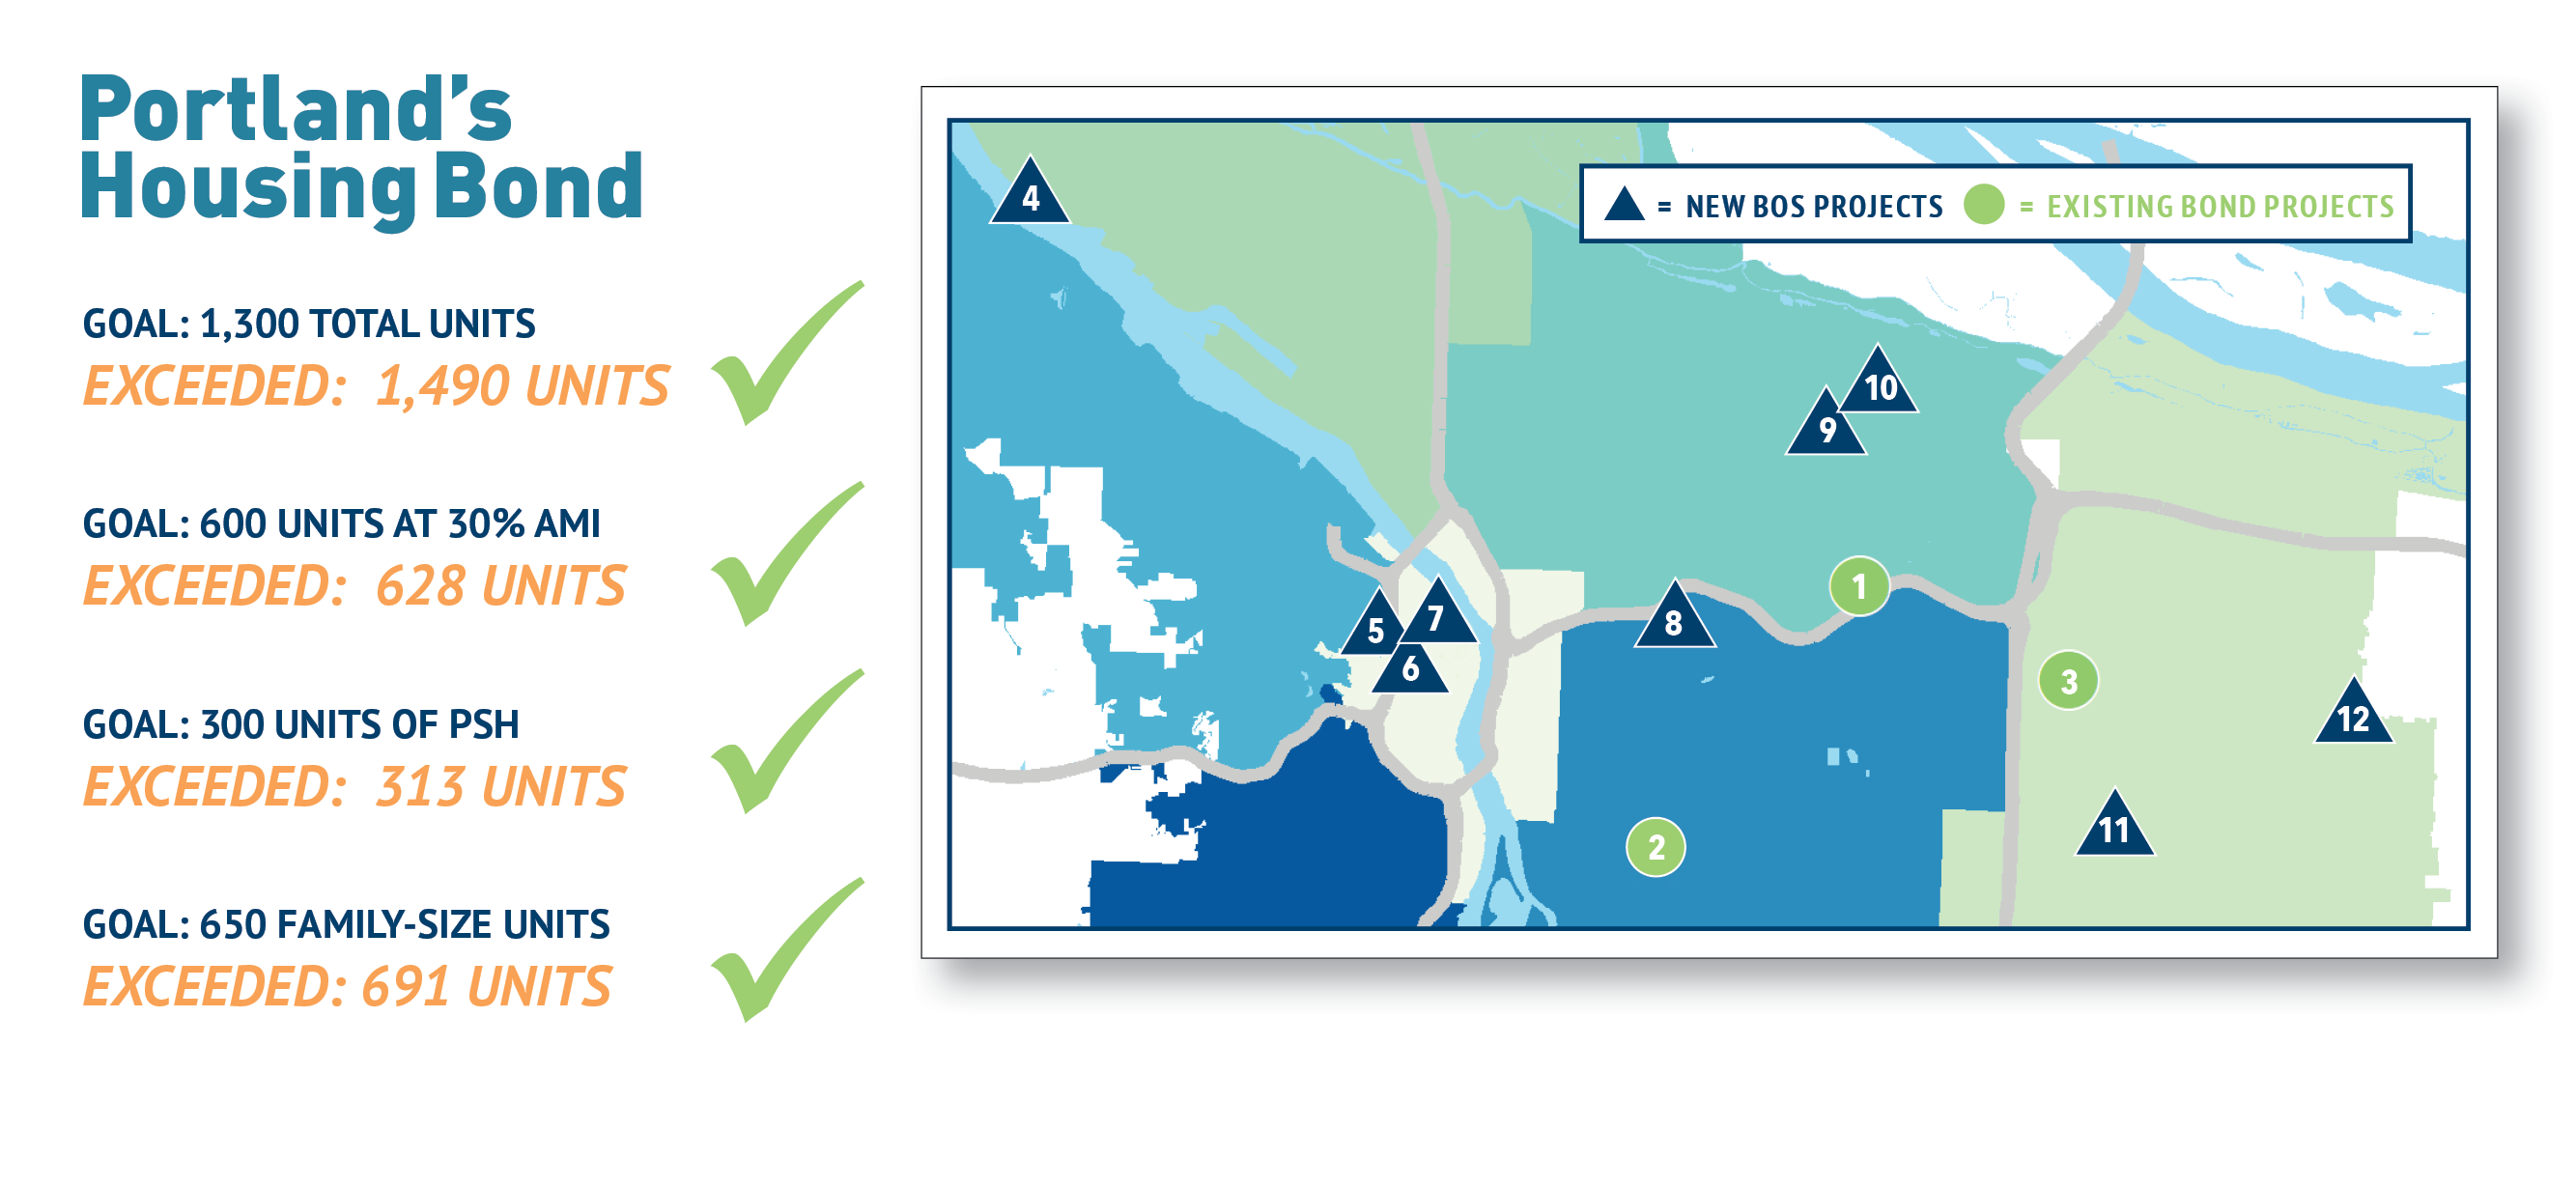 Portland's
Housing Bond
GOAL: 1,300 TOTAL UNITS
EXCEEDED: 1,490 UNITS
GOAL: 600 UNITS AT 30% AMI
EXCEEDED: 628 UNITS
GOAL: 300 UNITS OF PSH
EXCEEDED: 313 UNITS
GOAL: 650 FAMILY-SIZE UNITS
EXCEEDED: 691 UNITS
= NEW BOS PROJECTS = EXISTING BOND PROJECTS
4
10
9
1
7
5
8
6
3
12
11
2